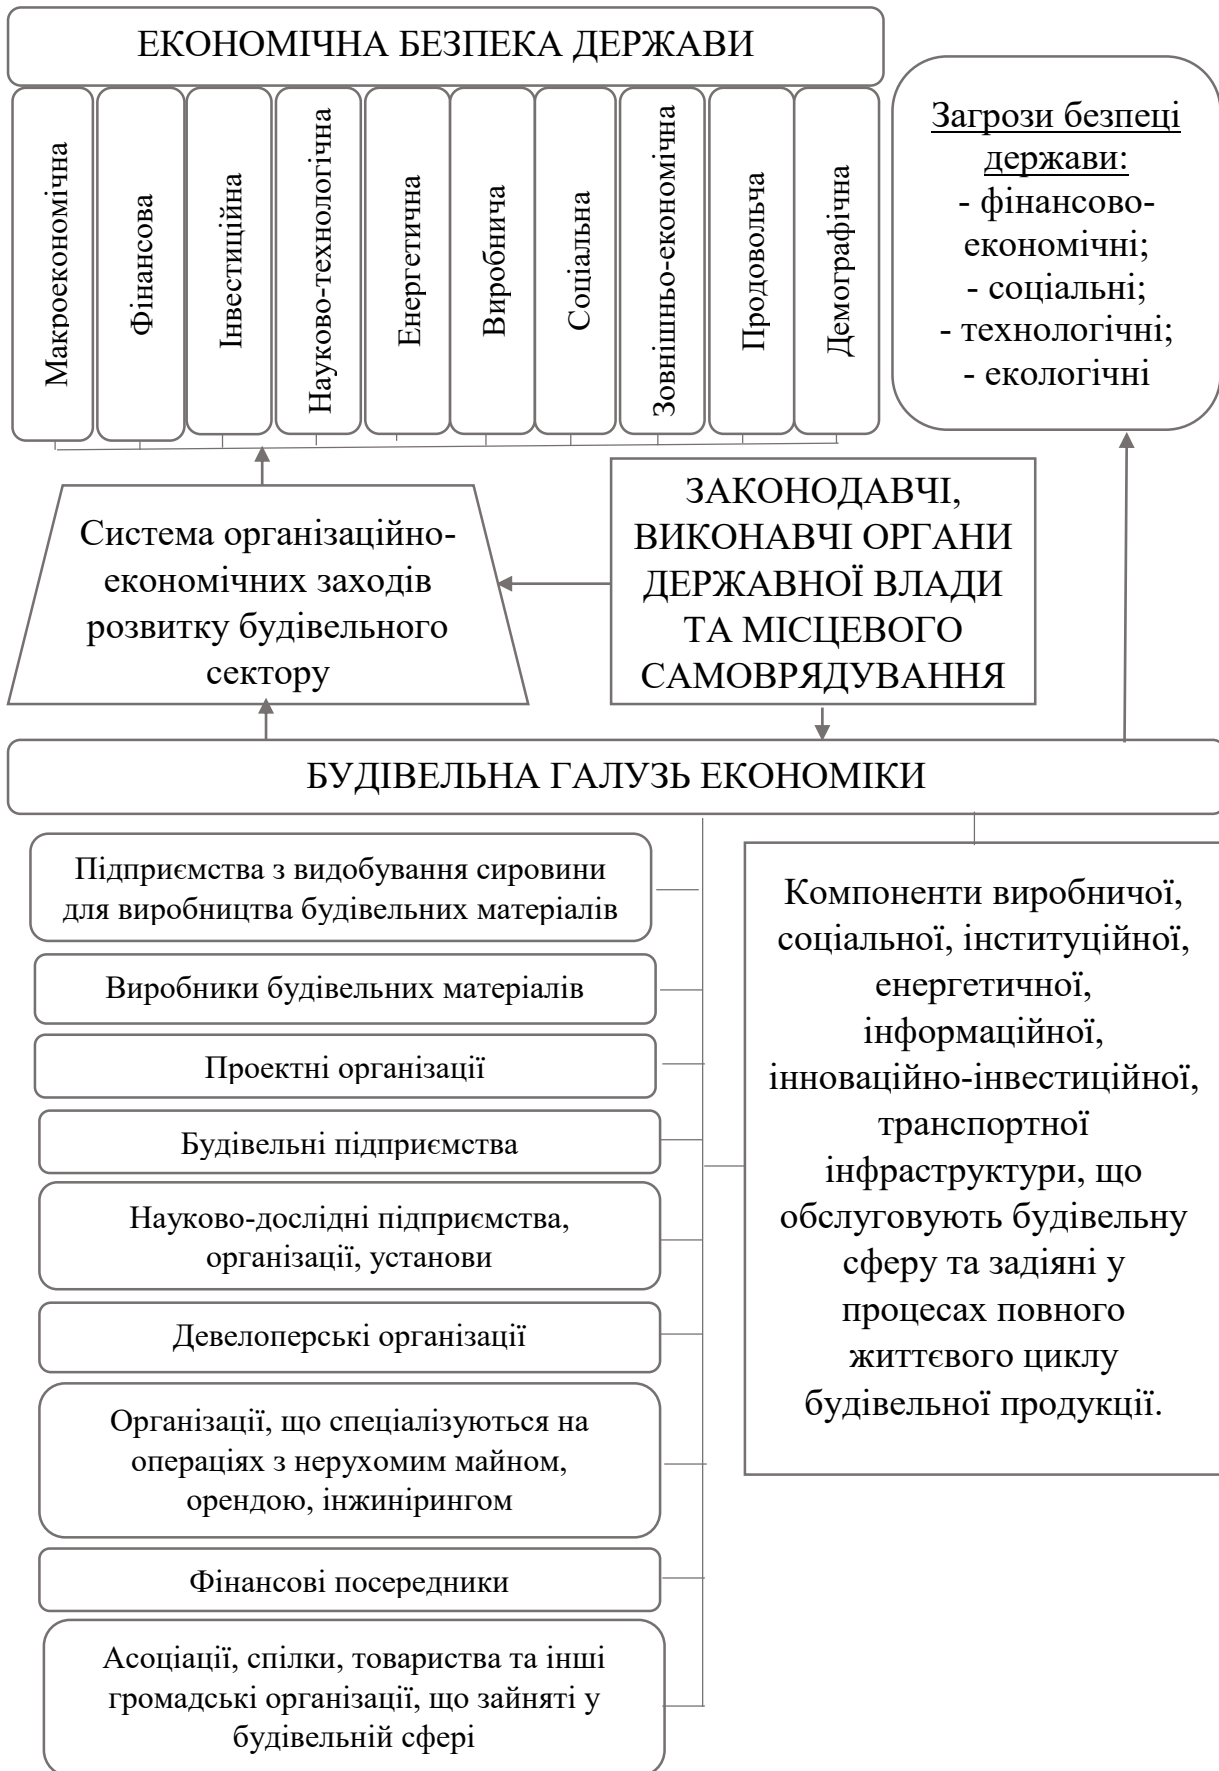 ЕКОНОМІЧНА БЕЗПЕКА ДЕРЖАВИ
Макроекономічна
Фінансова
Інвестиційна
Науково-технологічна
Енергетична
Виробнича
Соціальна
Зовнішньо-економічна
Продовольча
Демографічна
Загрози безпеці
держави:
- фінансово-
економічні;
- соціальні;
- технологічні;
- екологічні
Система організаційно-
економічних заходів
розвитку будівельного
сектору
ЗАКОНОДАВЧІ,
ВИКОНАВЧІ ОРГАНИ
ДЕРЖАВНОЇ ВЛАДИ
ТА МІСЦЕВОГО
САМОВРЯДУВАННЯ
БУДІВЕЛЬНА ГАЛУЗЬ ЕКОНОМІКИ
Підприємства з видобування сировини
для виробництва будівельних матеріалів
Виробники будівельних матеріалів
Проектні організації
Будівельні підприємства
Науково-дослідні підприємства,
організації, установи
Девелоперські організації
Організації, що спеціалізуються на
операціях з нерухомим майном,
орендою, інжинірингом
Фінансові посередники
Асоціації, спілки, товариства та інші
громадські організації, що зайняті у
будівельній сфері
Компоненти виробничої,
соціальної, інституційної,
енергетичної,
інформаційної,
інноваційно-інвестиційної,
транспортної
інфраструктури, що
обслуговують будівельну
сферу та задіяні у
процесах повного
життєвого циклу
будівельної продукції.